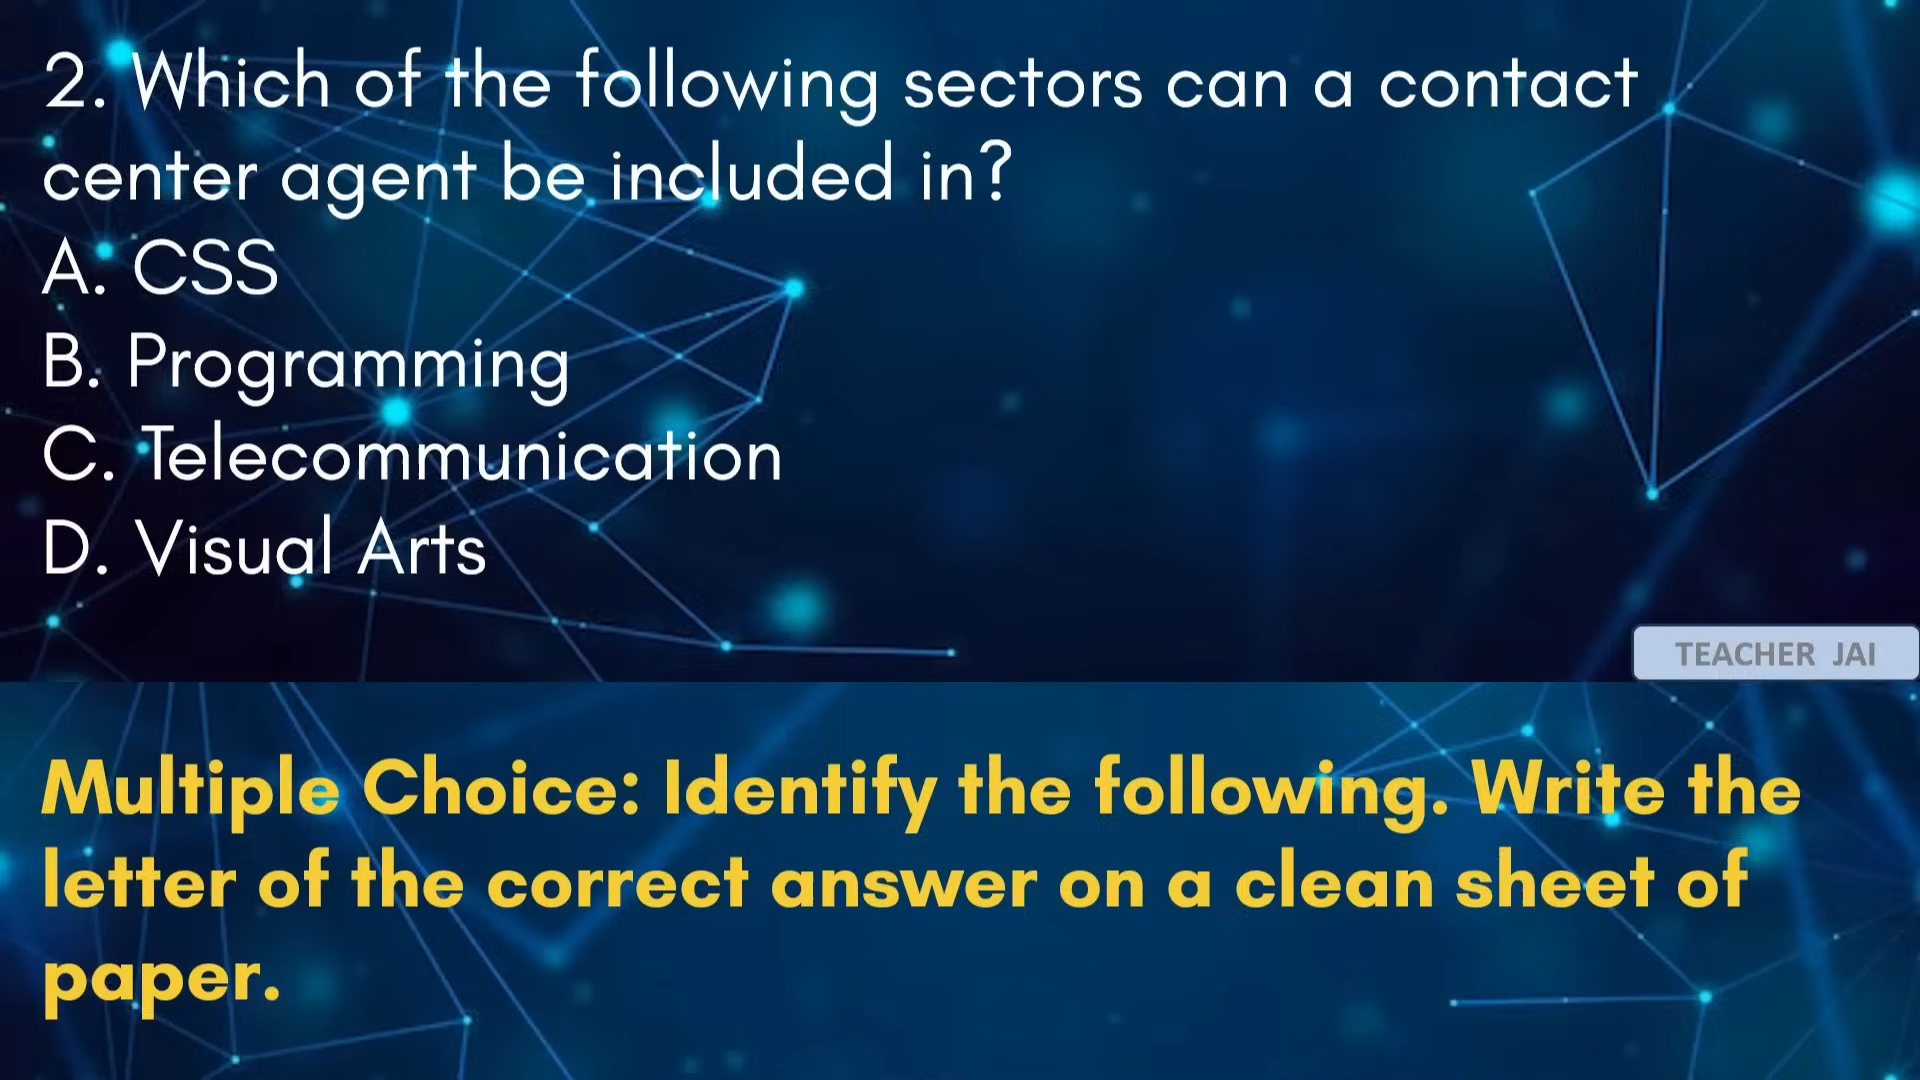 2. Which of the following sectors can a contact
center agent be included in?
A. CSS
B. Programming
C. Telecommunication
D. Visual Arts
TEACHER JAI
Multiple Choice: Identify the following. Write the
letter of the correct answer on a clean sheet of
paper.